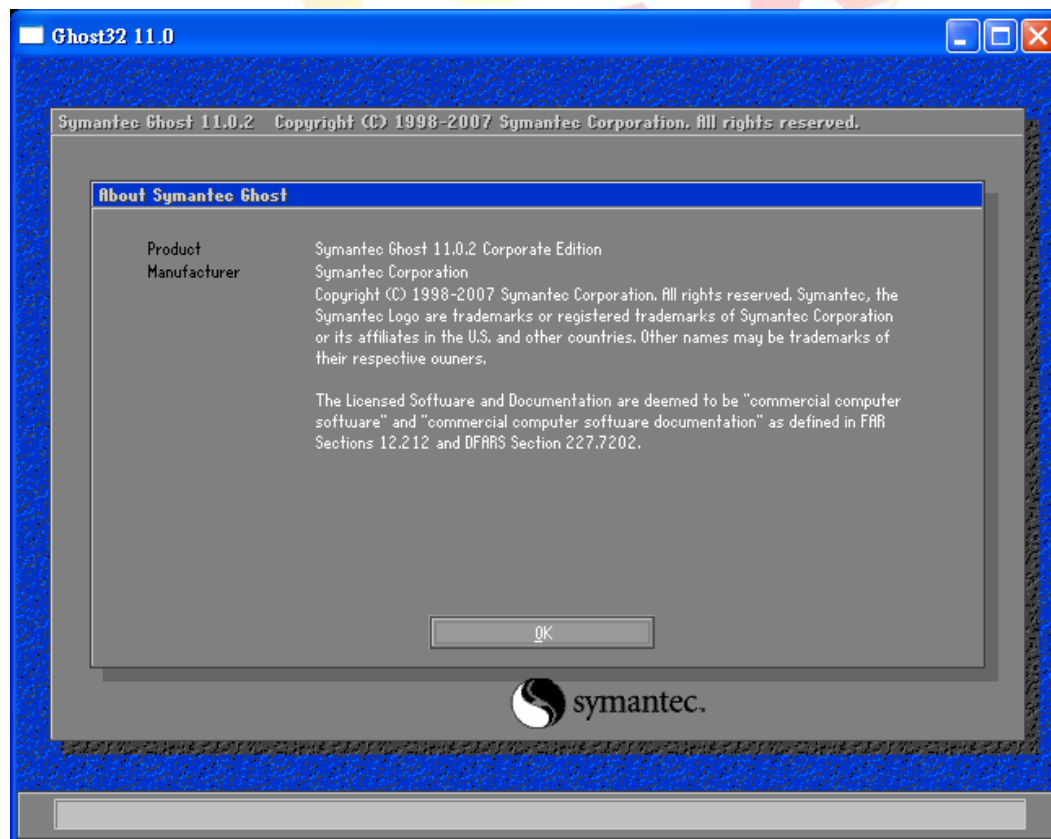 Ghost32 11.0
Symantec Ghost 11.0.2 Copyright (C) 1998-2007 Symantec Corporation. All rights reserved.
About Symantec Ghost
Product Symantec Ghost 11.0.2 Corporate Edition
Manufacturer Symantec Corporation
Copyright (C) 1998-2007 Symantec Corporation. All rights reserved. Symantec, the
Symantec Logo are trademarks or registered trademarks of Symantec Corporation
or its affiliates in the U.S. and other countries. Other names may be trademarks of
their respective owners.
The Licensed Software and Documentation are deemed to be "commercial computer
software" and "commercial computer software documentation" as defined in FAR
Sections 12.212 and DFARS Section 227.7202.
OK
symantec.